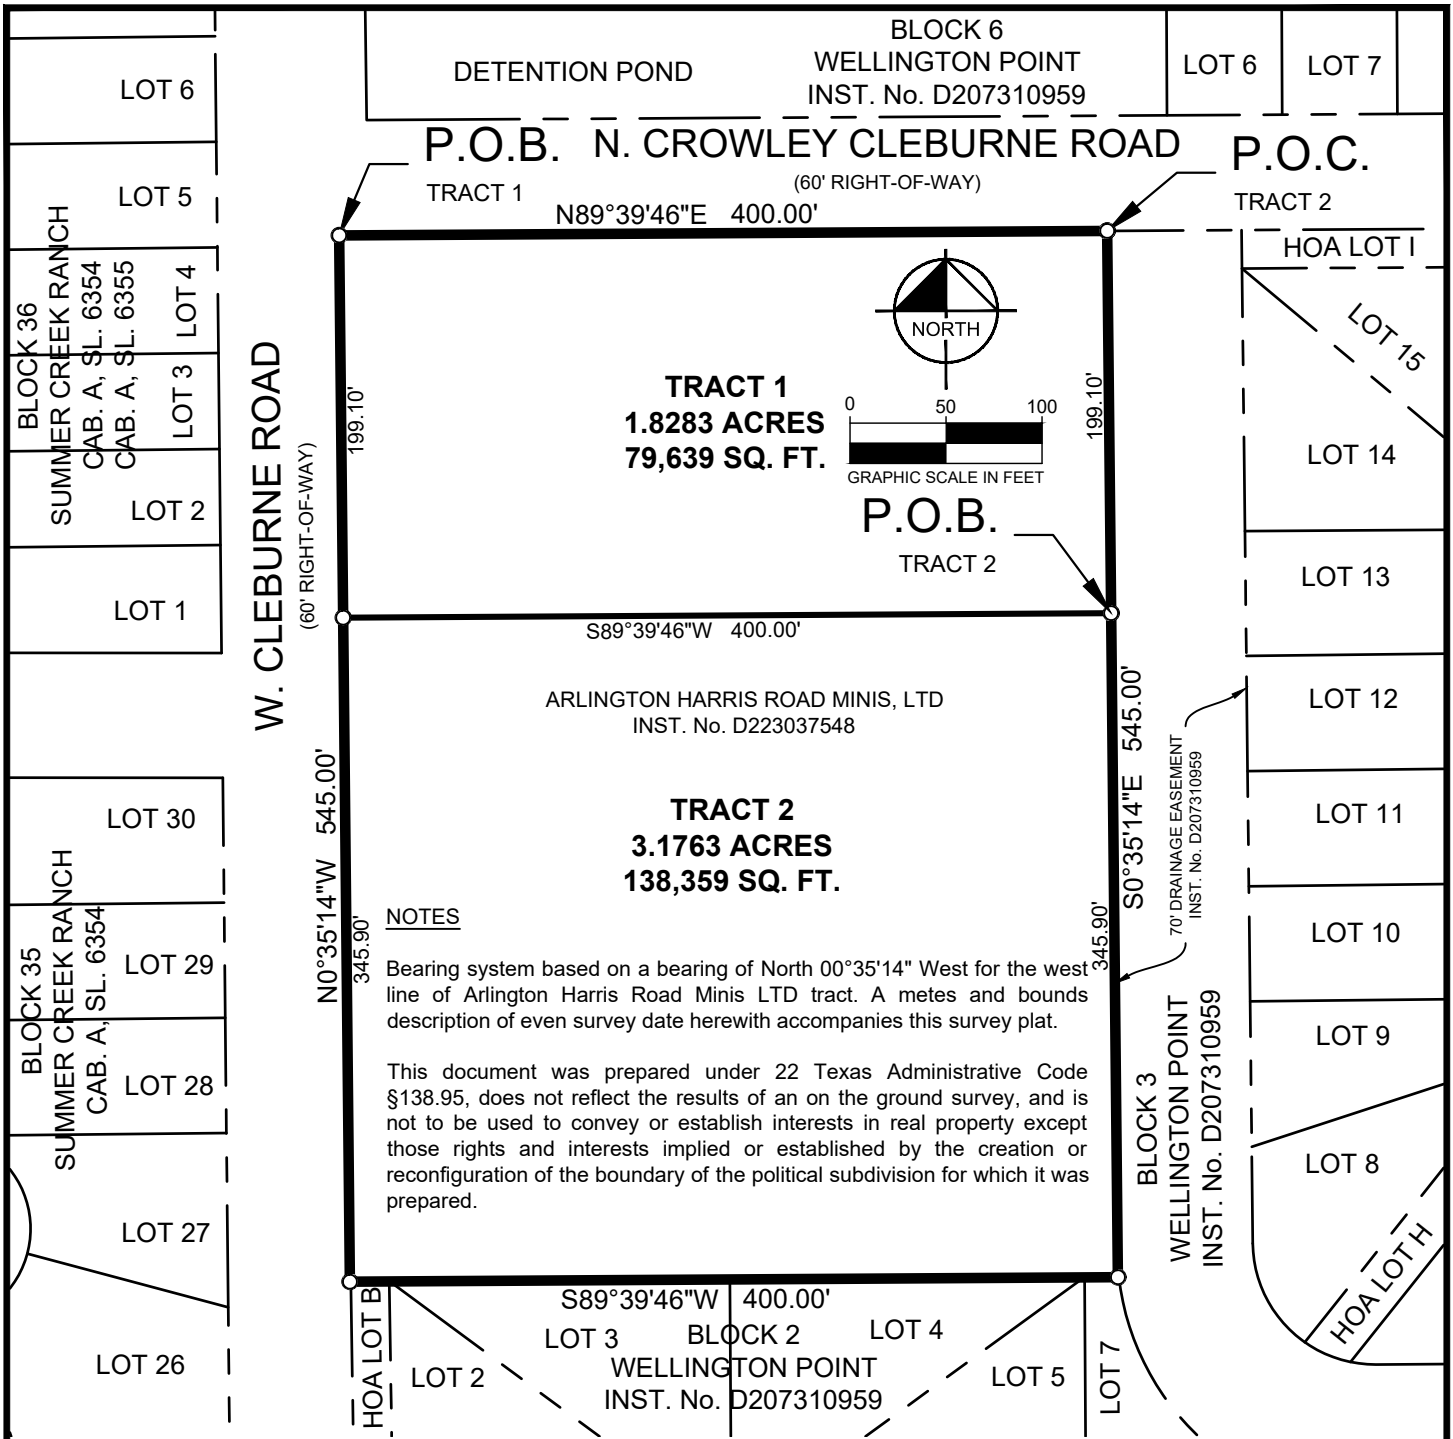 BLOCK 6
WELLINGTON POINT
INST. No. D207310959
DETENTION POND
LOT 6
LOT 7
LOT 6
P.O.B.
TRACT 1
N. CROWLEY CLEBURNE ROAD
(60' RIGHT-OF-WAY)
P.O.C.
TRACT 2
N89°39'46"E 400.00'
HOA LOT I
LOT 5
LOT 4
LOT 3
LOT 2
LOT 1
BLOCK 36
SUMMER CREEK RANCH
CAB. A, SL. 6354
CAB. A, SL. 6355
W. CLEBURNE ROAD
(60' RIGHT-OF-WAY)
199.10'
TRACT 1
1.8283 ACRES
79,639 SQ. FT.
NORTH
0 50 100
GRAPHIC SCALE IN FEET
199.10'
P.O.B.
TRACT 2
S89°39'46"W 400.00'
LOT 15
LOT 14
LOT 13
LOT 12
LOT 11
LOT 10
LOT 9
LOT 8
HOA LOT H
ARLINGTON HARRIS ROAD MINIS, LTD
INST. No. D223037548
TRACT 2
3.1763 ACRES
138,359 SQ. FT.
N0°35'14"W 545.00'
345.90'
S0°35'14"E 545.00'
345.90'
70' DRAINAGE EASEMENT
INST. No. D207310959
BLOCK 3
WELLINGTON POINT
INST. No. D207310959
LOT 30
LOT 29
LOT 28
LOT 27
LOT 26
BLOCK 35
SUMMER CREEK RANCH
CAB. A, SL. 6354
NOTES
Bearing system based on a bearing of North 00°35'14" West for the west
line of Arlington Harris Road Minis LTD tract. A metes and bounds
description of even survey date herewith accompanies this survey plat.
This document was prepared under 22 Texas Administrative Code
§138.95, does not reflect the results of an on the ground survey, and is
not to be used to convey or establish interests in real property except
those rights and interests implied or established by the creation or
reconfiguration of the boundary of the political subdivision for which it was
prepared.
S89°39'46"W 400.00'
HOA LOT B
LOT 2
LOT 3
BLOCK 2
WELLINGTON POINT
INST. No. D207310959
LOT 4
LOT 5
LOT 7